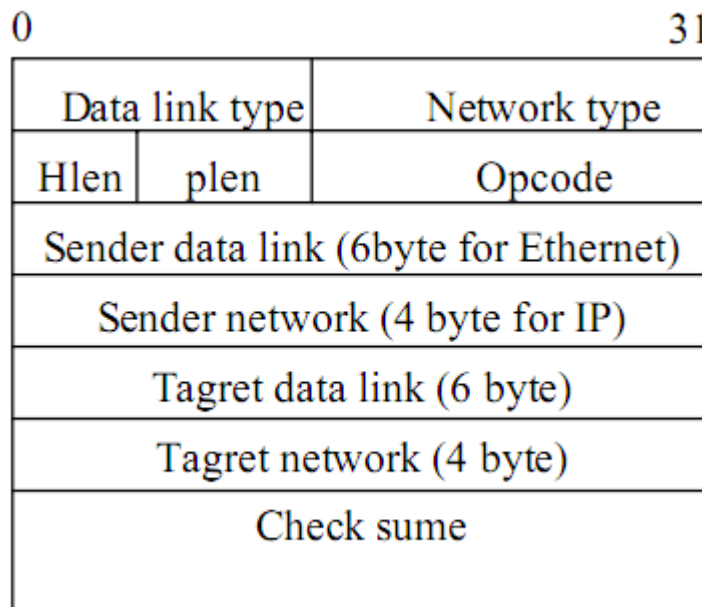 0 31
Data link type Network type
Hlen plen Opcode
Sender data link (6byte for Ethernet)
Sender network (4 byte for IP)
Tagret data link (6 byte)
Tagret network (4 byte)
Check sume